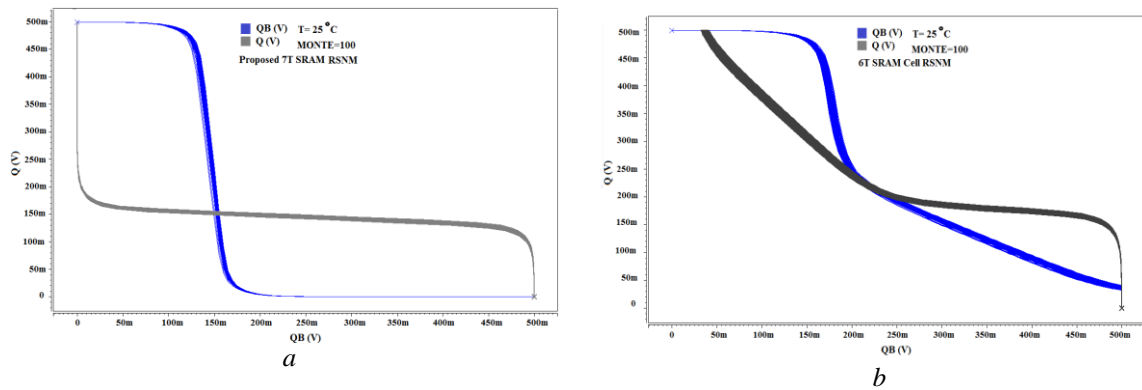 500m
450m
400m
350m
300m
250m
200m
150m
100m
50m
0
Q (V)
QB (V) T= 25 °C
Q (V) MONTE=100
Proposed 7T SRAM RSNM
0 50m 100m 150m 200m 250m 300m 350m 400m 450m 500m
QB (V)
a
500m
450m
400m
350m
300m
250m
200m
150m
100m
50m
0
Q (V)
QB (V) T= 25 °C
Q (V) MONTE=100
6T SRAM Cell RSNM
0 50m 100m 150m 200m 250m 300m 350m 400m 450m 500m
QB (V)
b